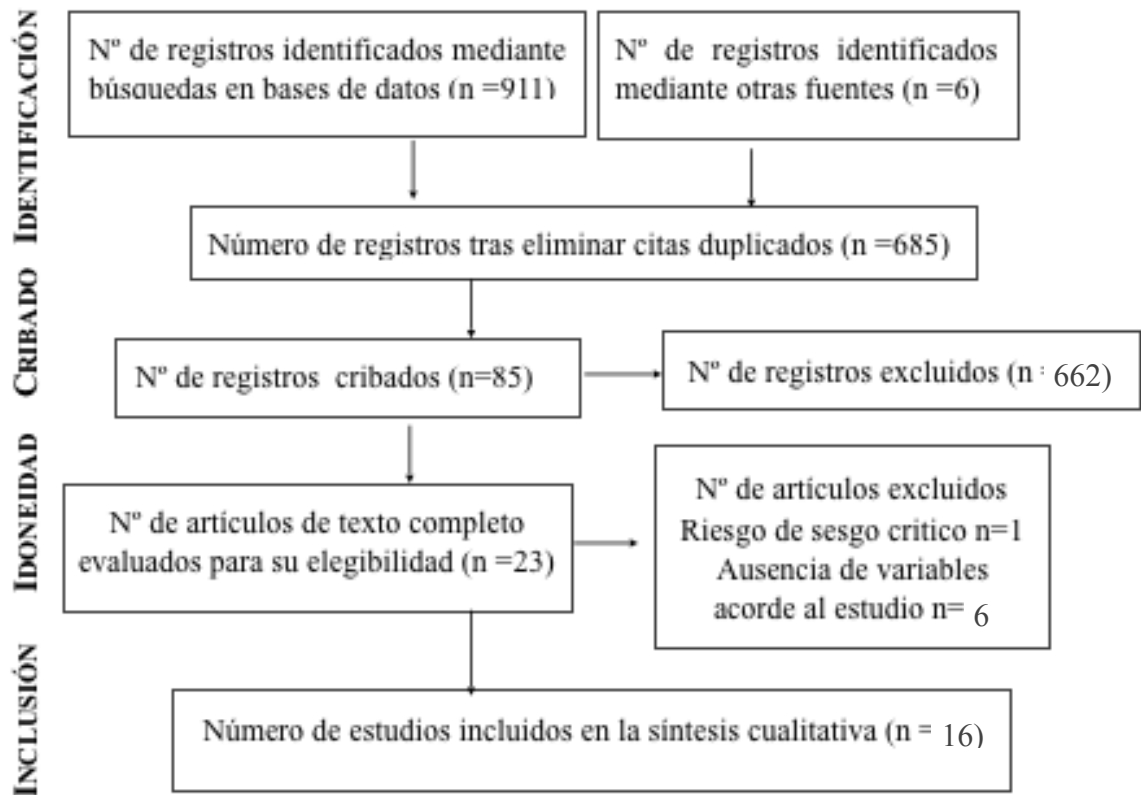 IDENTIFICACIÓN
Nº de registros identificados mediante
búsquedas en bases de datos (n =911)
Nº de registros identificados
mediante otras fuentes (n =6)
Número de registros tras eliminar citas duplicados (n =685)
CRIBADO
Nº de registros cribados (n=85)
Nº de registros excluidos (n = 662)
IDONEIDAD
Nº de artículos de texto completo
evaluados para su elegibilidad (n =23)
Nº de artículos excluidos
Riesgo de sesgo critico n=1
Ausencia de variables
acorde al estudio n= 6
INCLUSIÓN
Número de estudios incluidos en la síntesis cualitativa (n = 16)